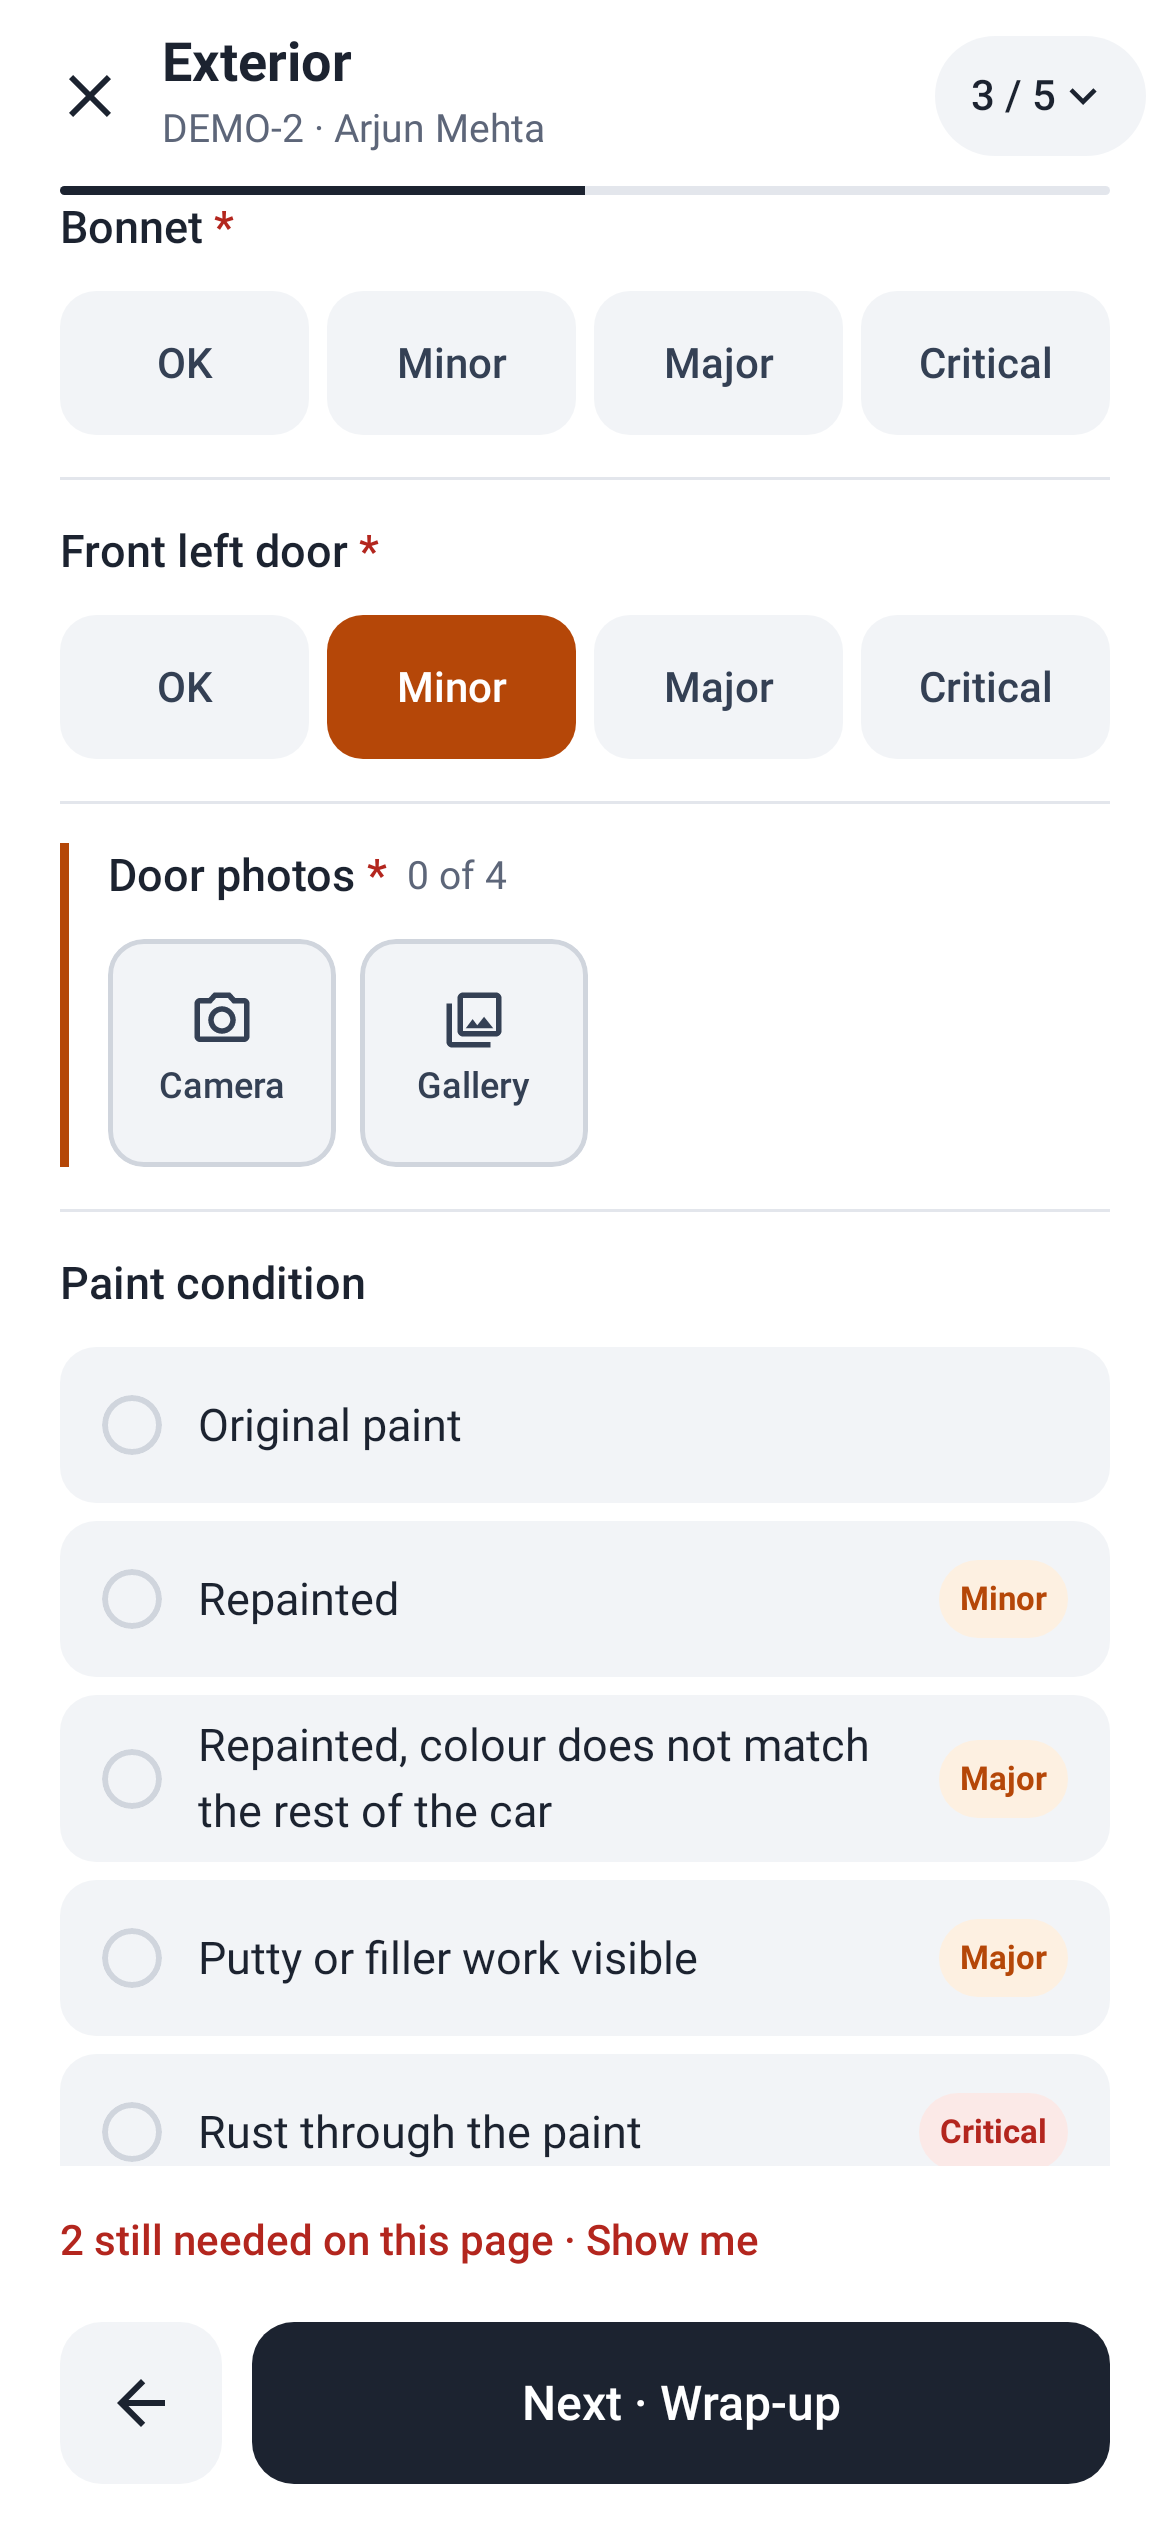 Exterior
DEMO-2 · Arjun Mehta
3 / 5
Bonnet *
OK
Minor
Major
Critical
Front left door *
OK
Minor
Major
Critical
Door photos * 0 of 4
Camera
Gallery
Paint condition
Original paint
Repainted
Minor
Repainted, colour does not match
the rest of the car
Major
Putty or filler work visible
Major
Rust through the paint
Critical
2 still needed on this page · Show me
Next · Wrap-up